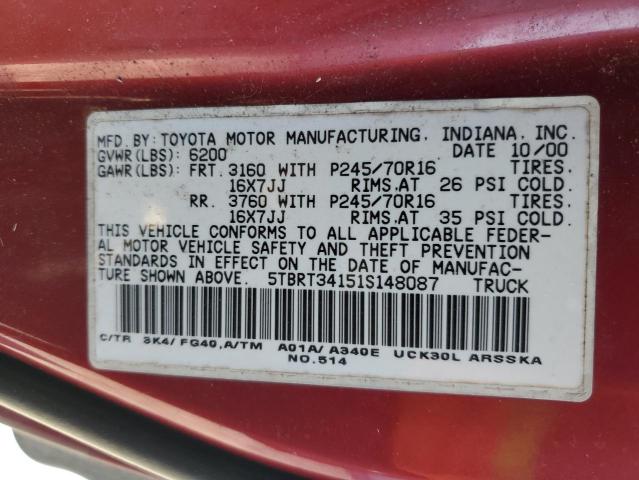 MFD. BY: TOYOTA MOTOR MANUFACTURING, INDIANA, INC.
GVWR(LBS): 6200 DATE 10/00
GAWR(LBS): FRT. 3160 WITH P245/70R16 TIRES.
16X7JJ RIMS.AT 26 PSI COLD.
RR. 3760 WITH P245/70R16 TIRES.
16X7JJ RIMS.AT 35 PSI COLD.
THIS VEHICLE CONFORMS TO ALL APPLICABLE FEDER-
AL MOTOR VEHICLE SAFETY AND THEFT PREVENTION
STANDARDS IN EFFECT ON THE DATE OF MANUFAC-
TURE SHOWN ABOVE. 5TBRT34151S148087 TRUCK
C/TR 3K4/FG40,A/TM A01A/A340E UCK30L ARSSKA
NO.514